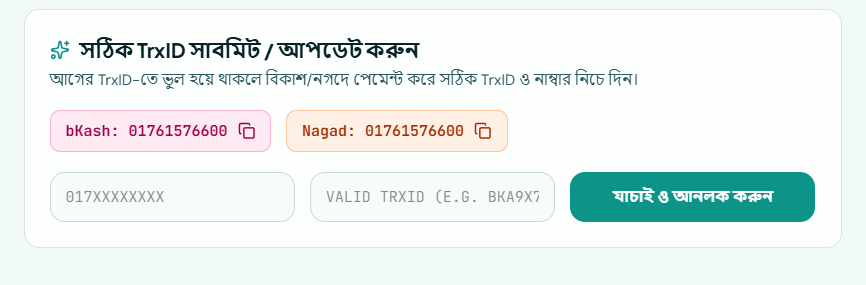 সঠিক TrxID সাবমিট / আপডেট করুন
আগের TrxID-তে ভুল হয়ে থাকলে বিকাশ/নগদে পেমেন্ট করে সঠিক TrxID ও নাম্বার নিচে দিন।
bKash: 01761576600 Nagad: 01761576600
017XXXXXXXX VALID TRXID (E.G. BKA9X7 যাচাই ও আনলক করুন